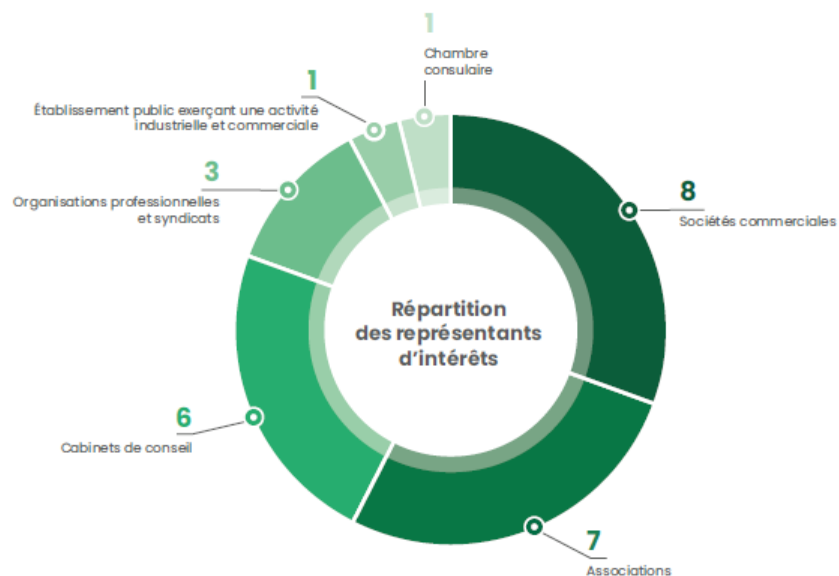 1
Chambre
consulaire
1
Établissement public exerçant une activité
industrielle et commerciale
3
Organisations professionnelles
et syndicats
8
Sociétés commerciales
Répartition
des représentants
d'intérêts
6
Cabinets de conseil
7
Associations